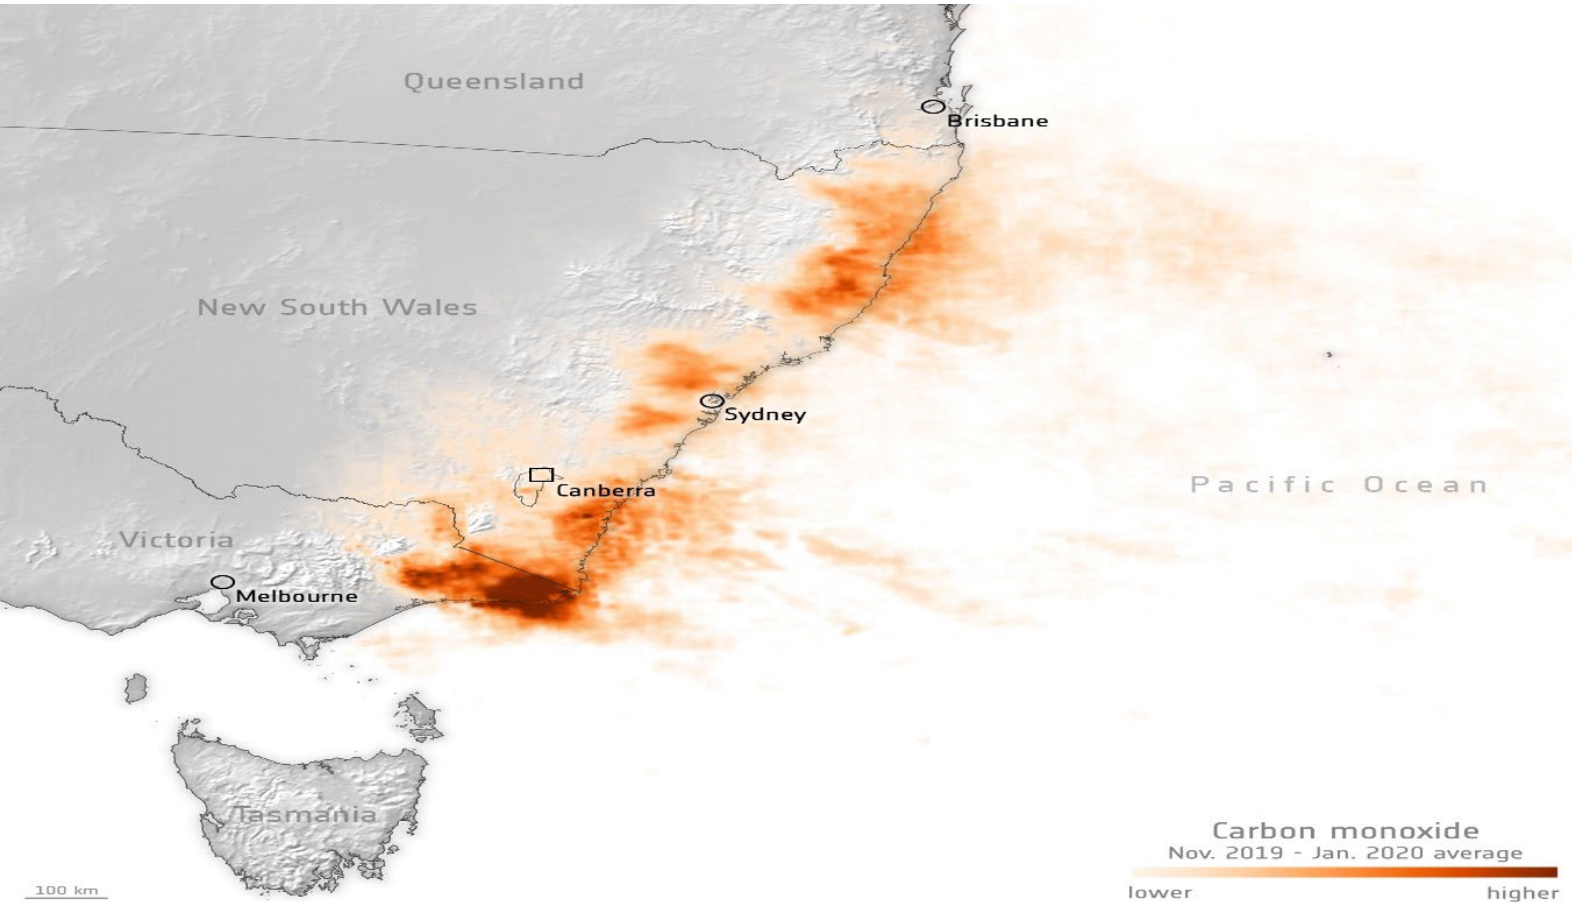 Queensland
Brisbane
New South Wales
Sydney
Canberra
Pacific Ocean
Victoria
Melbourne
Tasmania
Carbon monoxide
Nov. 2019 - Jan. 2020 average
lower higher
100 km